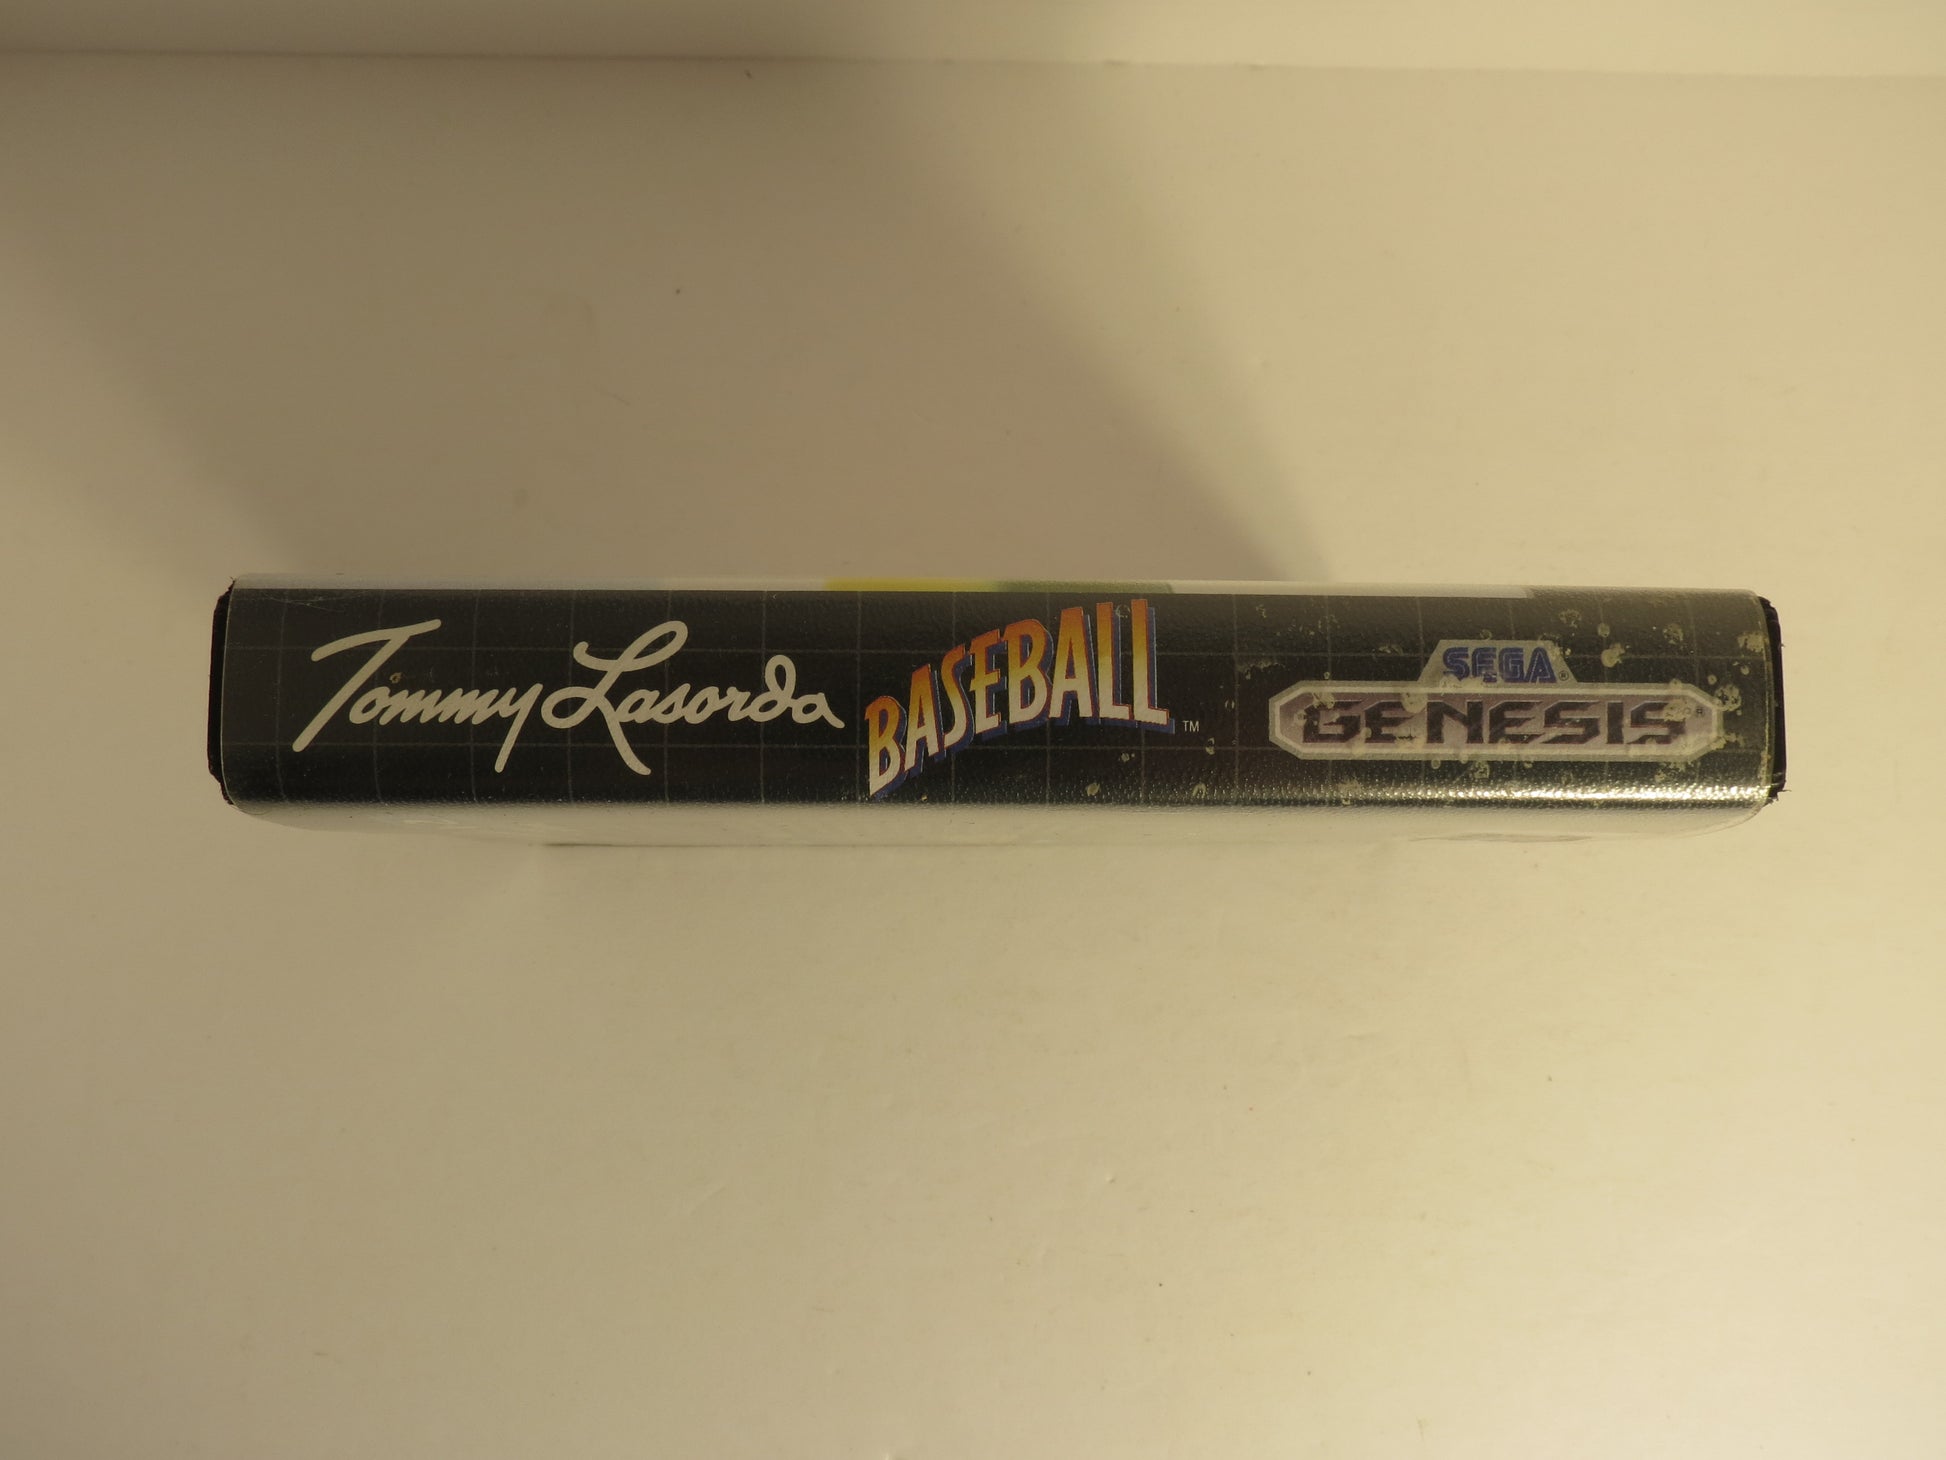 Tommy Lasorda BASEBALL ™
SEGA®
GENESIS ®